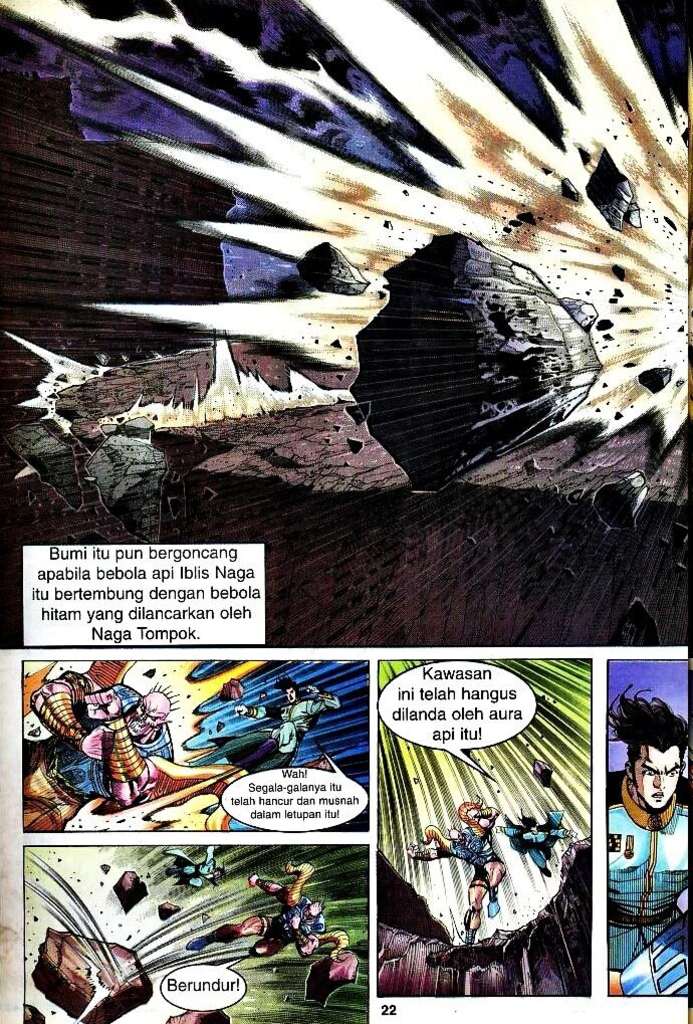 Bumi itu pun bergoncang
apabila bebola api Iblis Naga
itu bertembung dengan bebola
hitam yang dilancarkan oleh
Naga Tompok.
Wah!
Segala-galanya itu
telah hancur dan musnah
dalam letupan itu!
Kawasan
ini telah hangus
dilanda oleh aura
api itu!
Berundur!
22